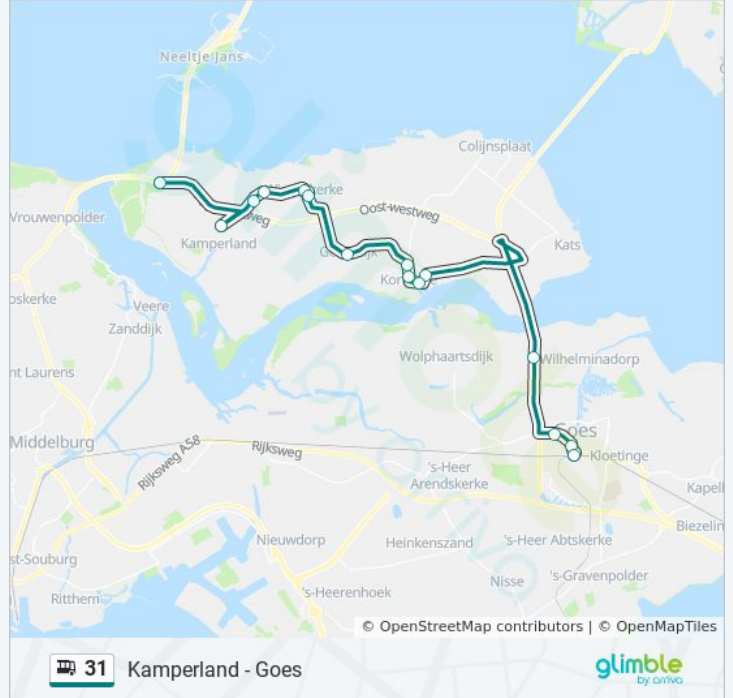 Neeltje Jans
Colijnsplaat
Oost-westweg
Vrouwenpolder
Kamperland
Kats
Veere
Zanddijk
Wolphaartsdijk
Wilhelminadorp
nt Laurens
Goes
Middelburg
Rijksweg A58
Rijksweg
Kloetinge
's-Heer
Arendskerke
Kapell
Biezelin
Nieuwdorp
Heinkenszand
's-Heer Abtskerke
st-Souburg
Nisse
's-Gravenpolder
Ritthem
's-Heerenhoek
© OpenStreetMap contributors | © OpenMapTiles
31 Kamperland - Goes
glimble
by arriva